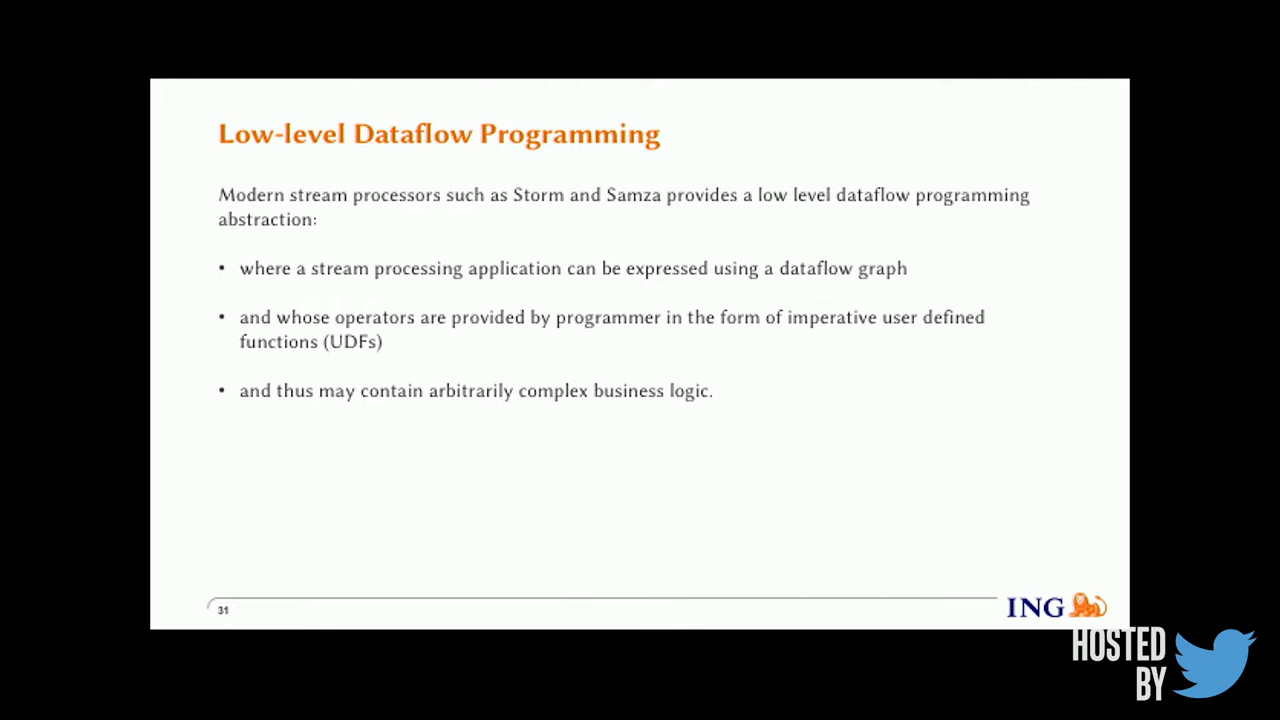 Low-level Dataflow Programming
Modern stream processors such as Storm and Samza provides a low level dataflow programming
abstraction:
• where a stream processing application can be expressed using a dataflow graph
• and whose operators are provided by programmer in the form of imperative user defined
functions (UDFs)
• and thus may contain arbitrarily complex business logic.
31
ING
HOSTED
BY